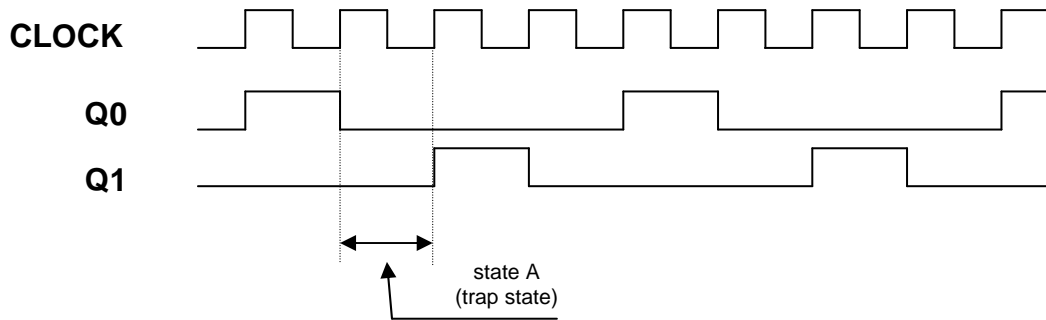 CLOCK
Q0
Q1
state A
(trap state)